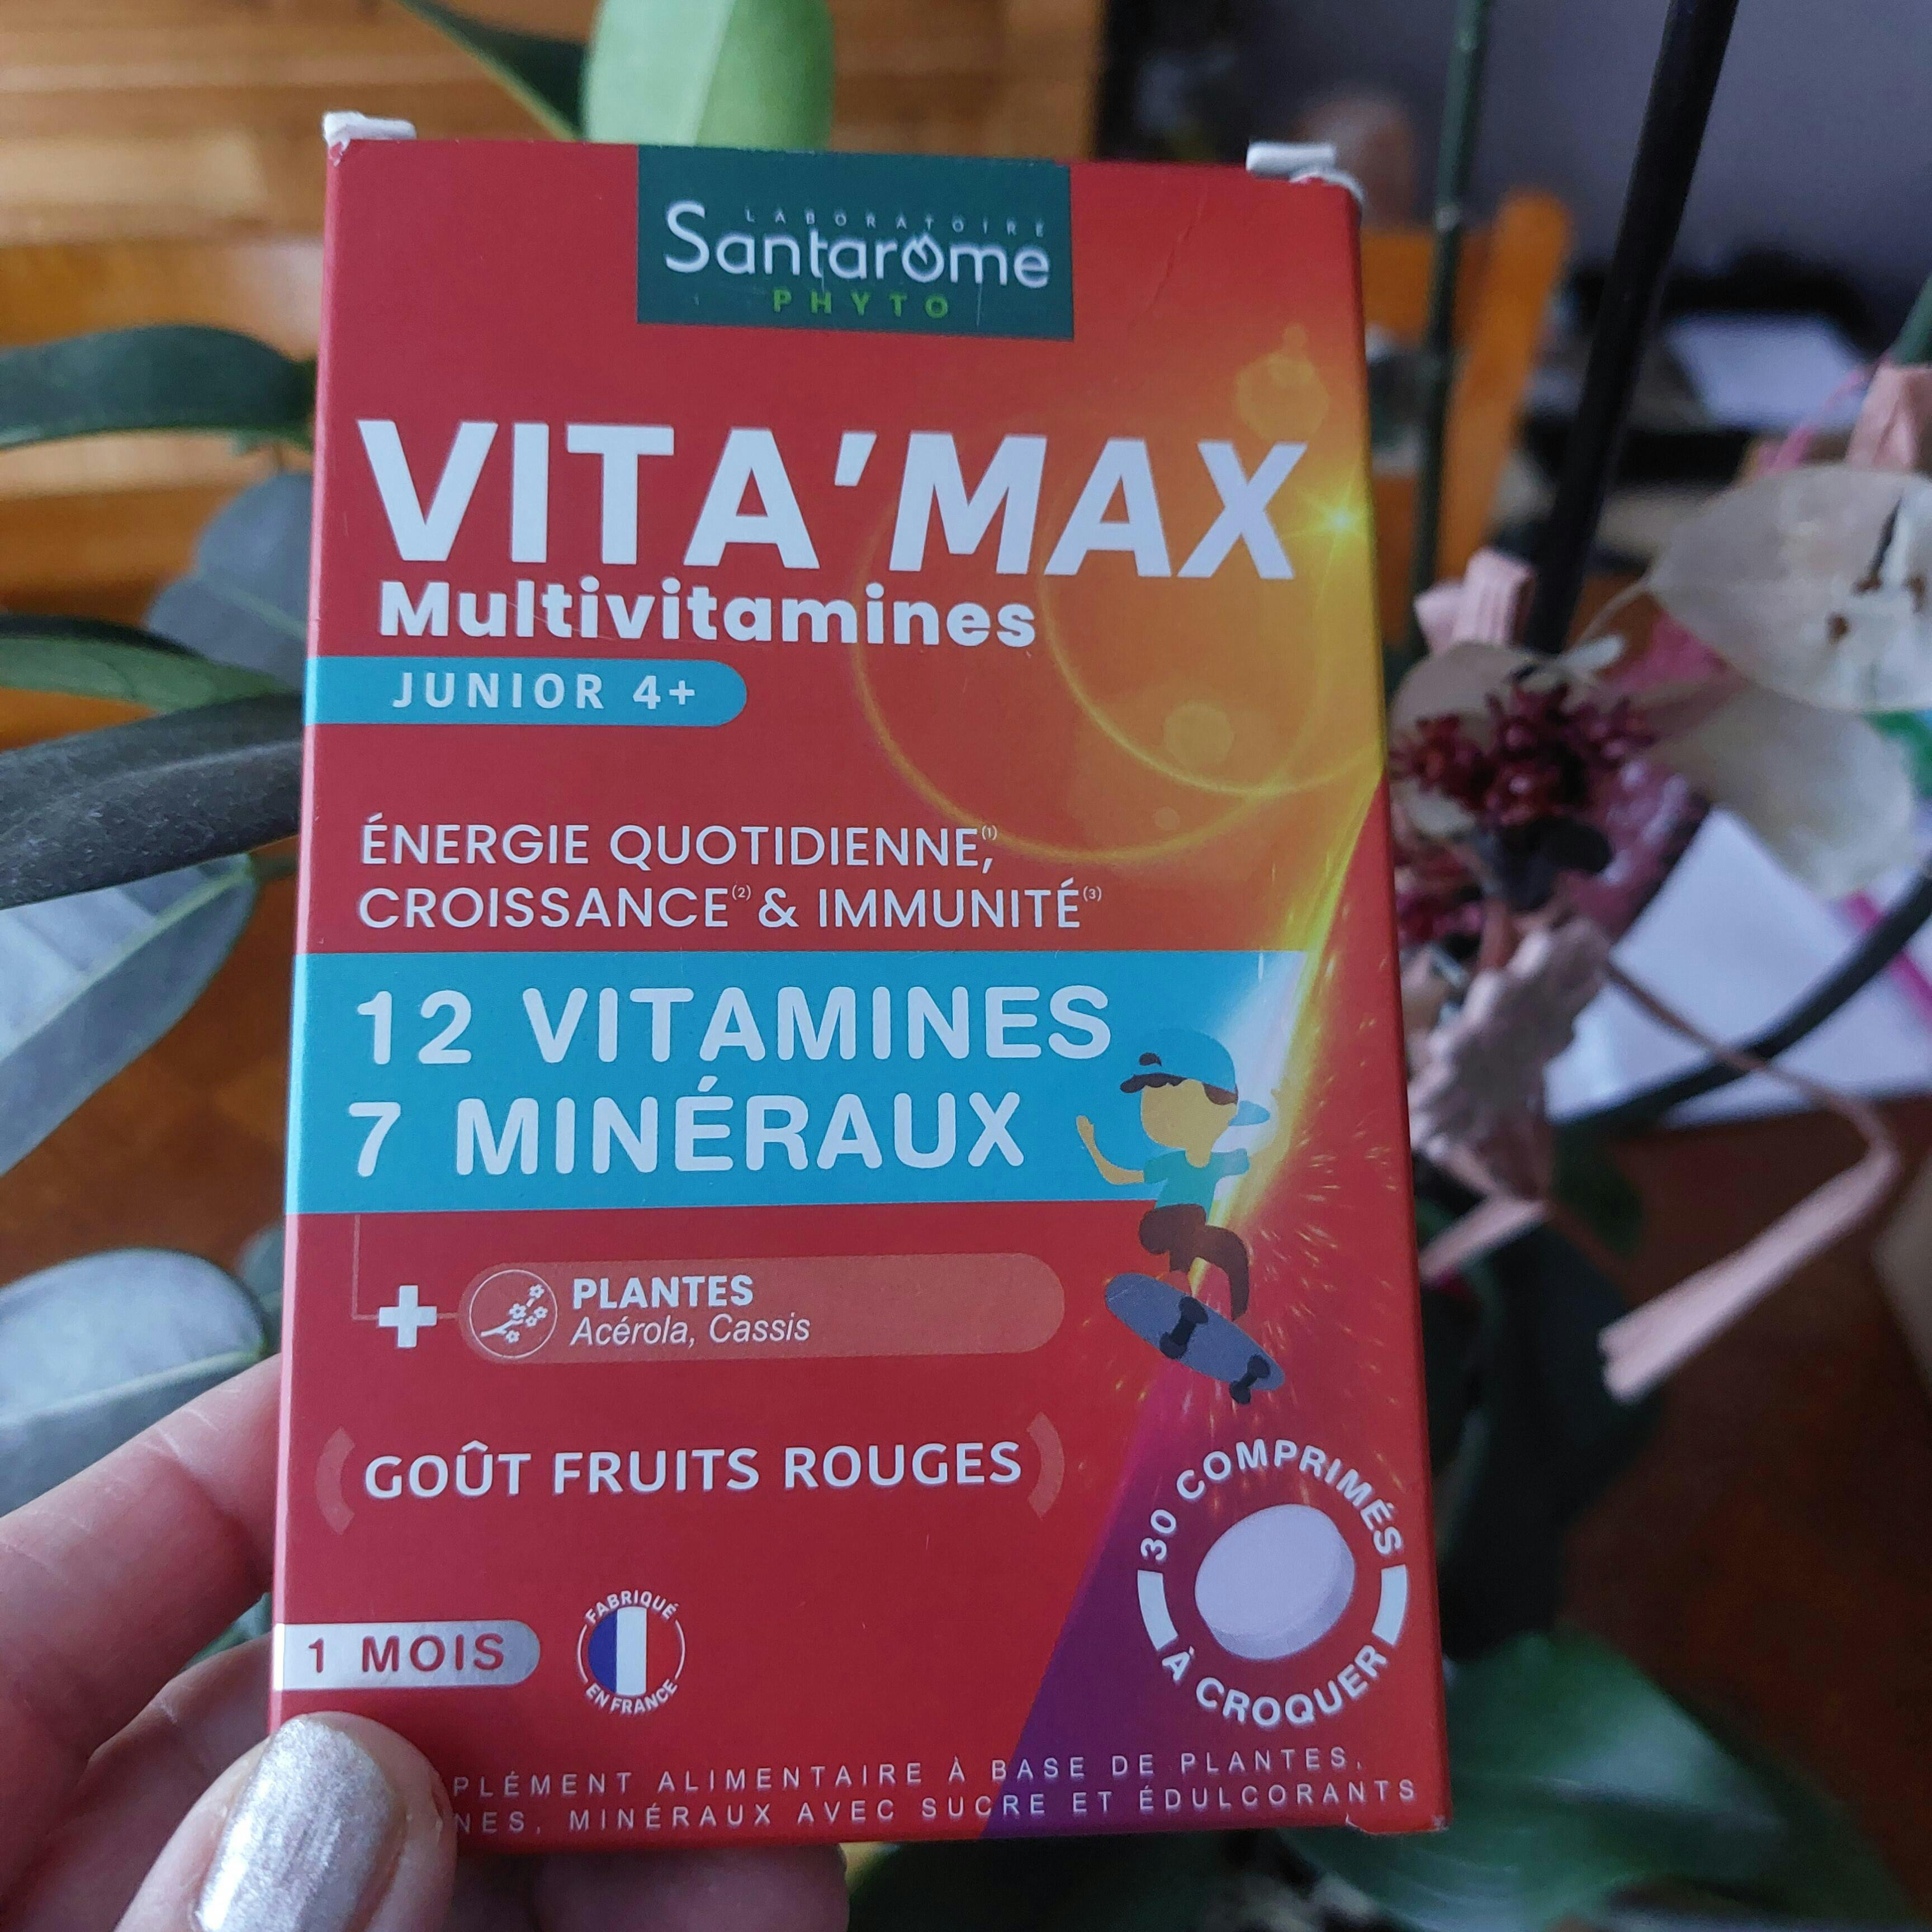 LABORATOIRE
Santarôme
PHYTO
VITA'MAX
Multivitamines
JUNIOR 4+
ÉNERGIE QUOTIDIENNE,(1)
CROISSANCE(2) & IMMUNITÉ(3)
12 VITAMINES
7 MINÉRAUX
+ PLANTES
Acérola, Cassis
(GOÛT FRUITS ROUGES)
30 COMPRIMÉS
À CROQUER
1 MOIS
FABRIQUÉ
EN FRANCE
PLÉMENT ALIMENTAIRE À BASE DE PLANTES,
NES, MINÉRAUX AVEC SUCRE ET ÉDULCORANTS